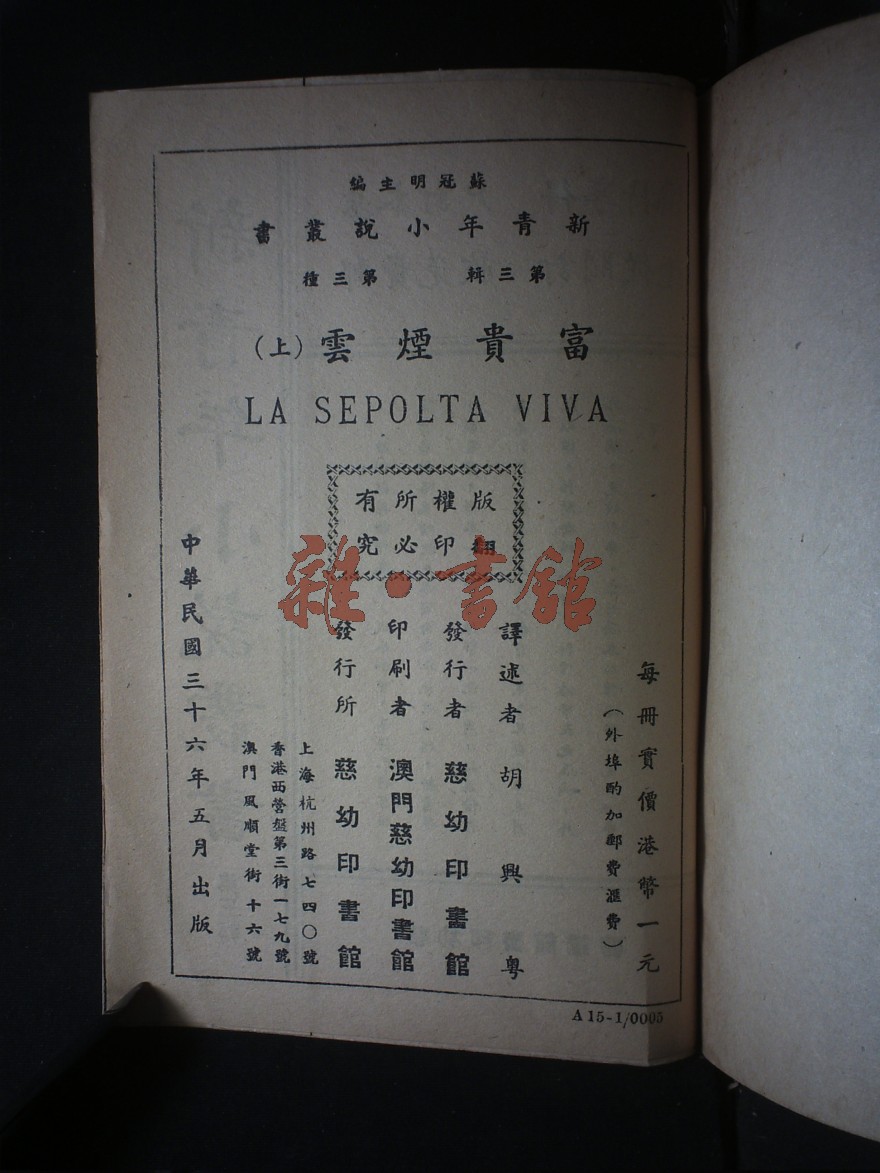 蘇冠明主編
新青年小說叢書
第三輯　第三種
富貴煙雲（上）
LA SEPOLTA VIVA
版權所有
翻印必究
每冊實價港幣一元
（外埠酌加郵費滙費）
譯述者　胡興粵
發行者　慈幼印書館
印刷者　澳門慈幼印書館
發行所　慈幼印書館
上海杭州路七四〇號
香港西營盤第三街一七九號
澳門風順堂街十六號
中華民國三十六年五月出版
A 15-1/0005
雜·書館